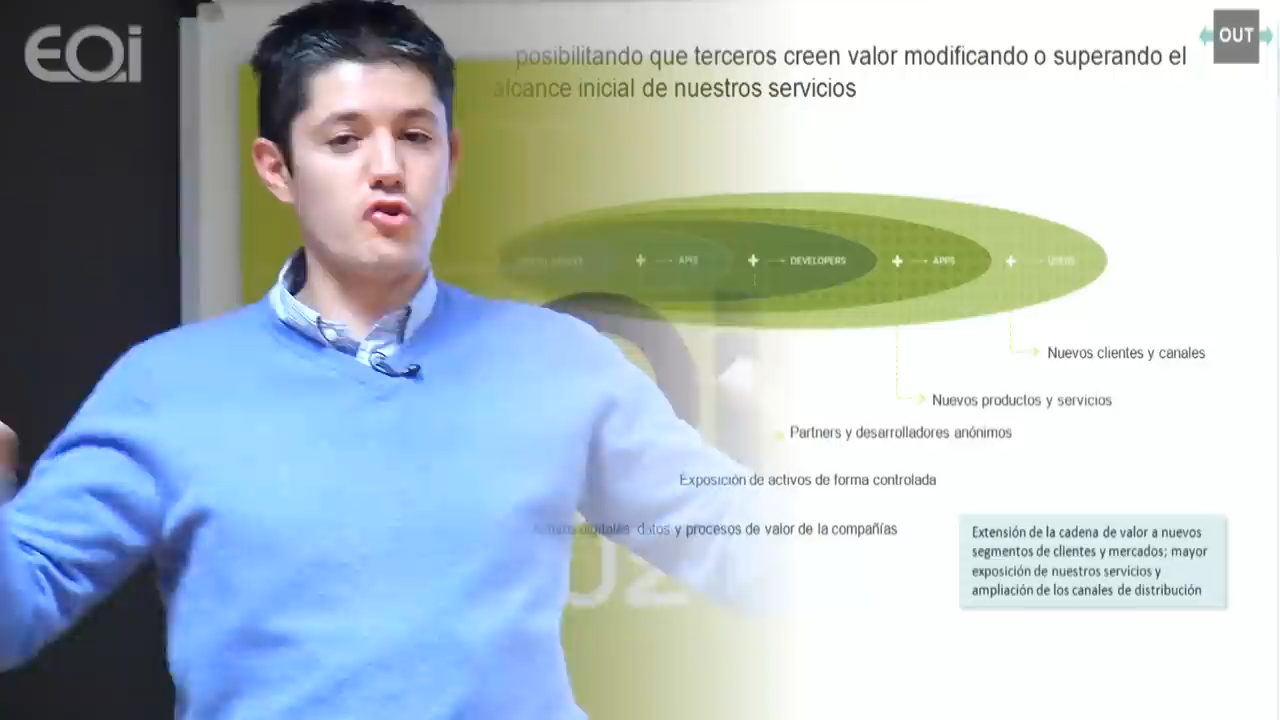 EOi
OUT
posibilitando que terceros creen valor modificando o superando el
alcance inicial de nuestros servicios
APIS
DEVELOPERS
APPS
USERS
Nuevos clientes y canales
Nuevos productos y servicios
Partners y desarrolladores anónimos
Exposición de activos de forma controlada
digitales, datos y procesos de valor de la compañías
Extensión de la cadena de valor a nuevos
segmentos de clientes y mercados; mayor
exposición de nuestros servicios y
ampliación de los canales de distribución